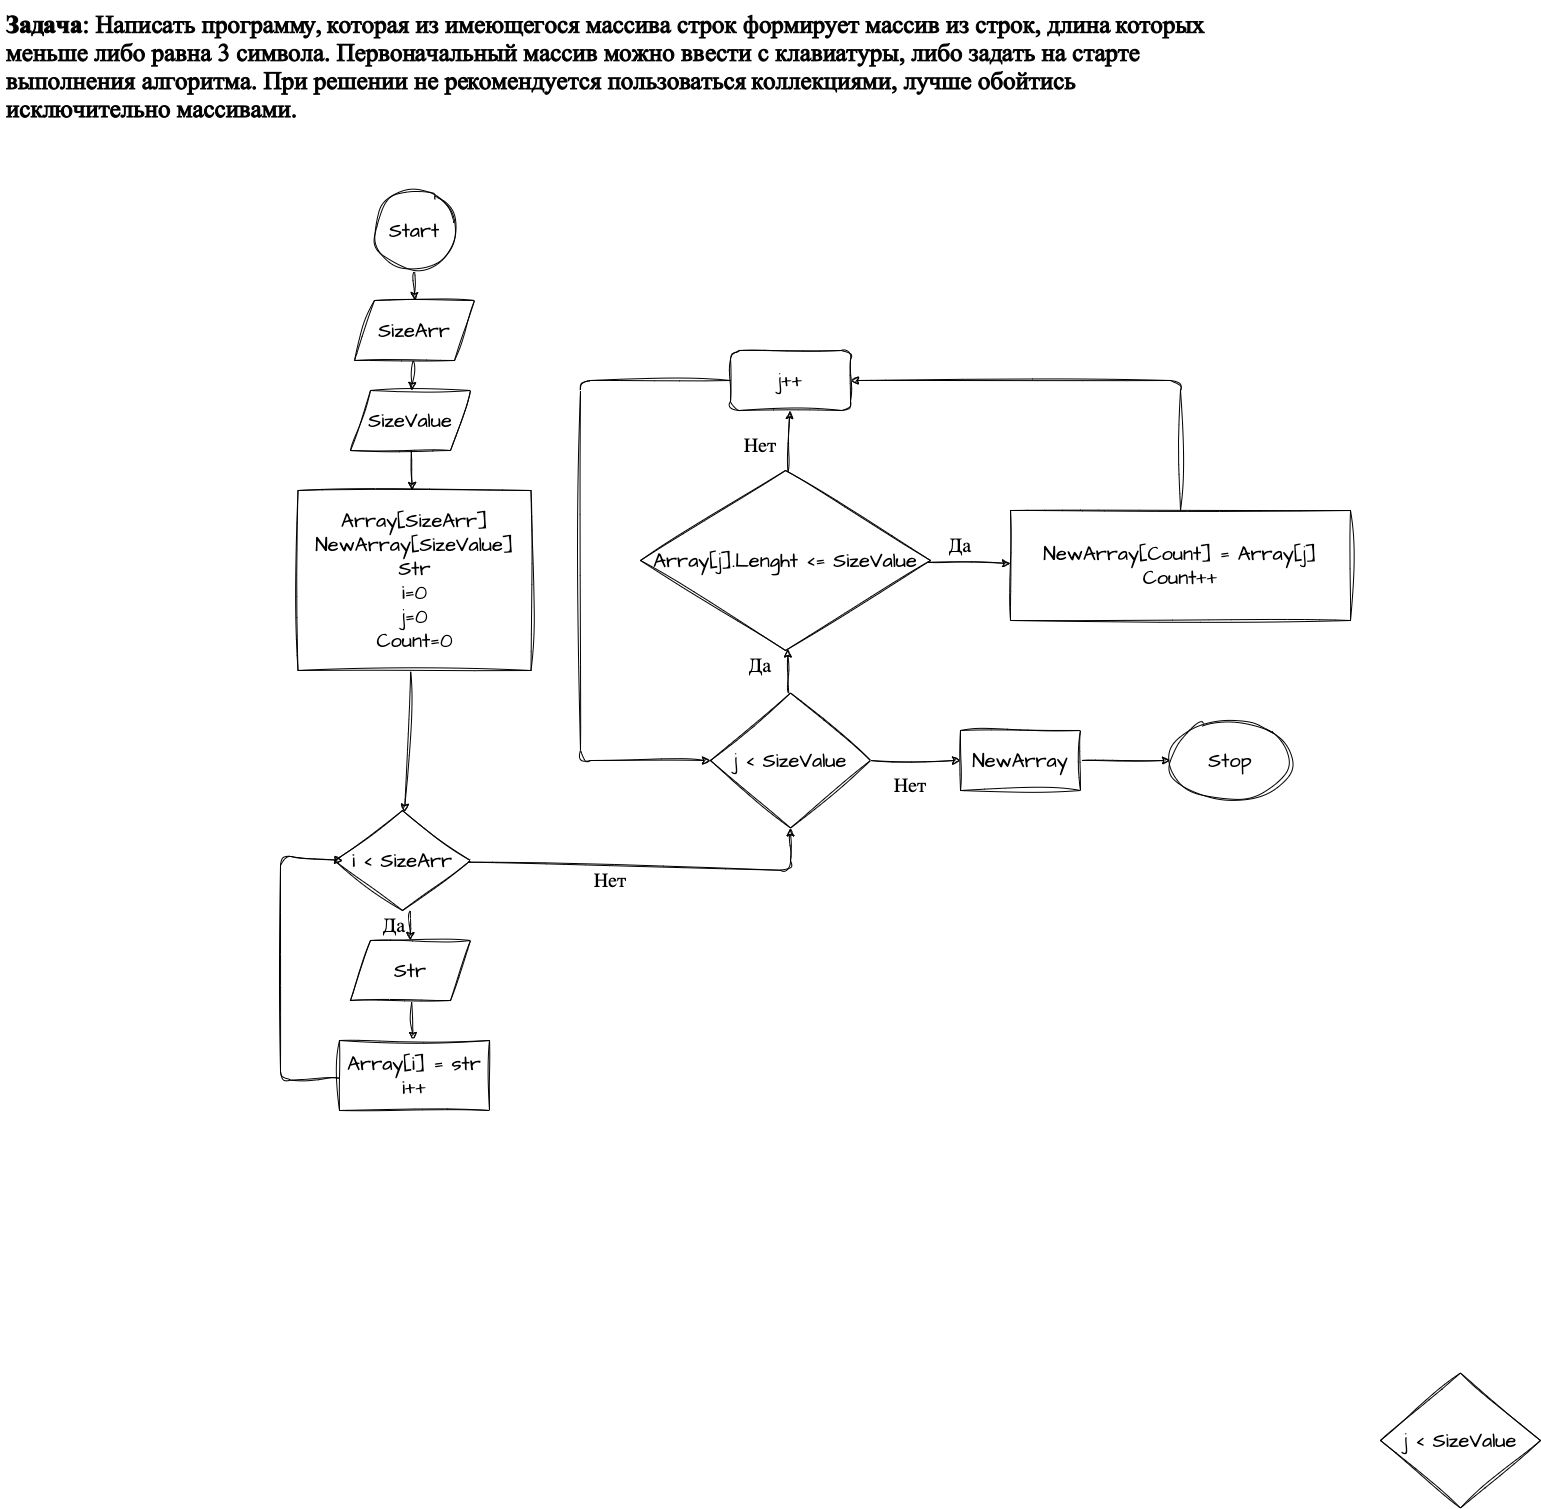 Задача: Написать программу, которая из имеющегося массива строк формирует массив из строк, длина которых
меньше либо равна 3 символа. Первоначальный массив можно ввести с клавиатуры, либо задать на старте
выполнения алгоритма. При решении не рекомендуется пользоваться коллекциями, лучше обойтись
исключительно массивами.
Start
SizeArr
SizeValue
Array[SizeArr]
NewArray[SizeValue]
Str
i=0
j=0
Count=0
i < SizeArr
Да
Str
Array[i] = str
i++
Нет
j < SizeValue
Да
Array[j].Lenght <= SizeValue
Нет
j++
Да
NewArray[Count] = Array[j]
Count++
Нет
NewArray
Stop
j < SizeValue